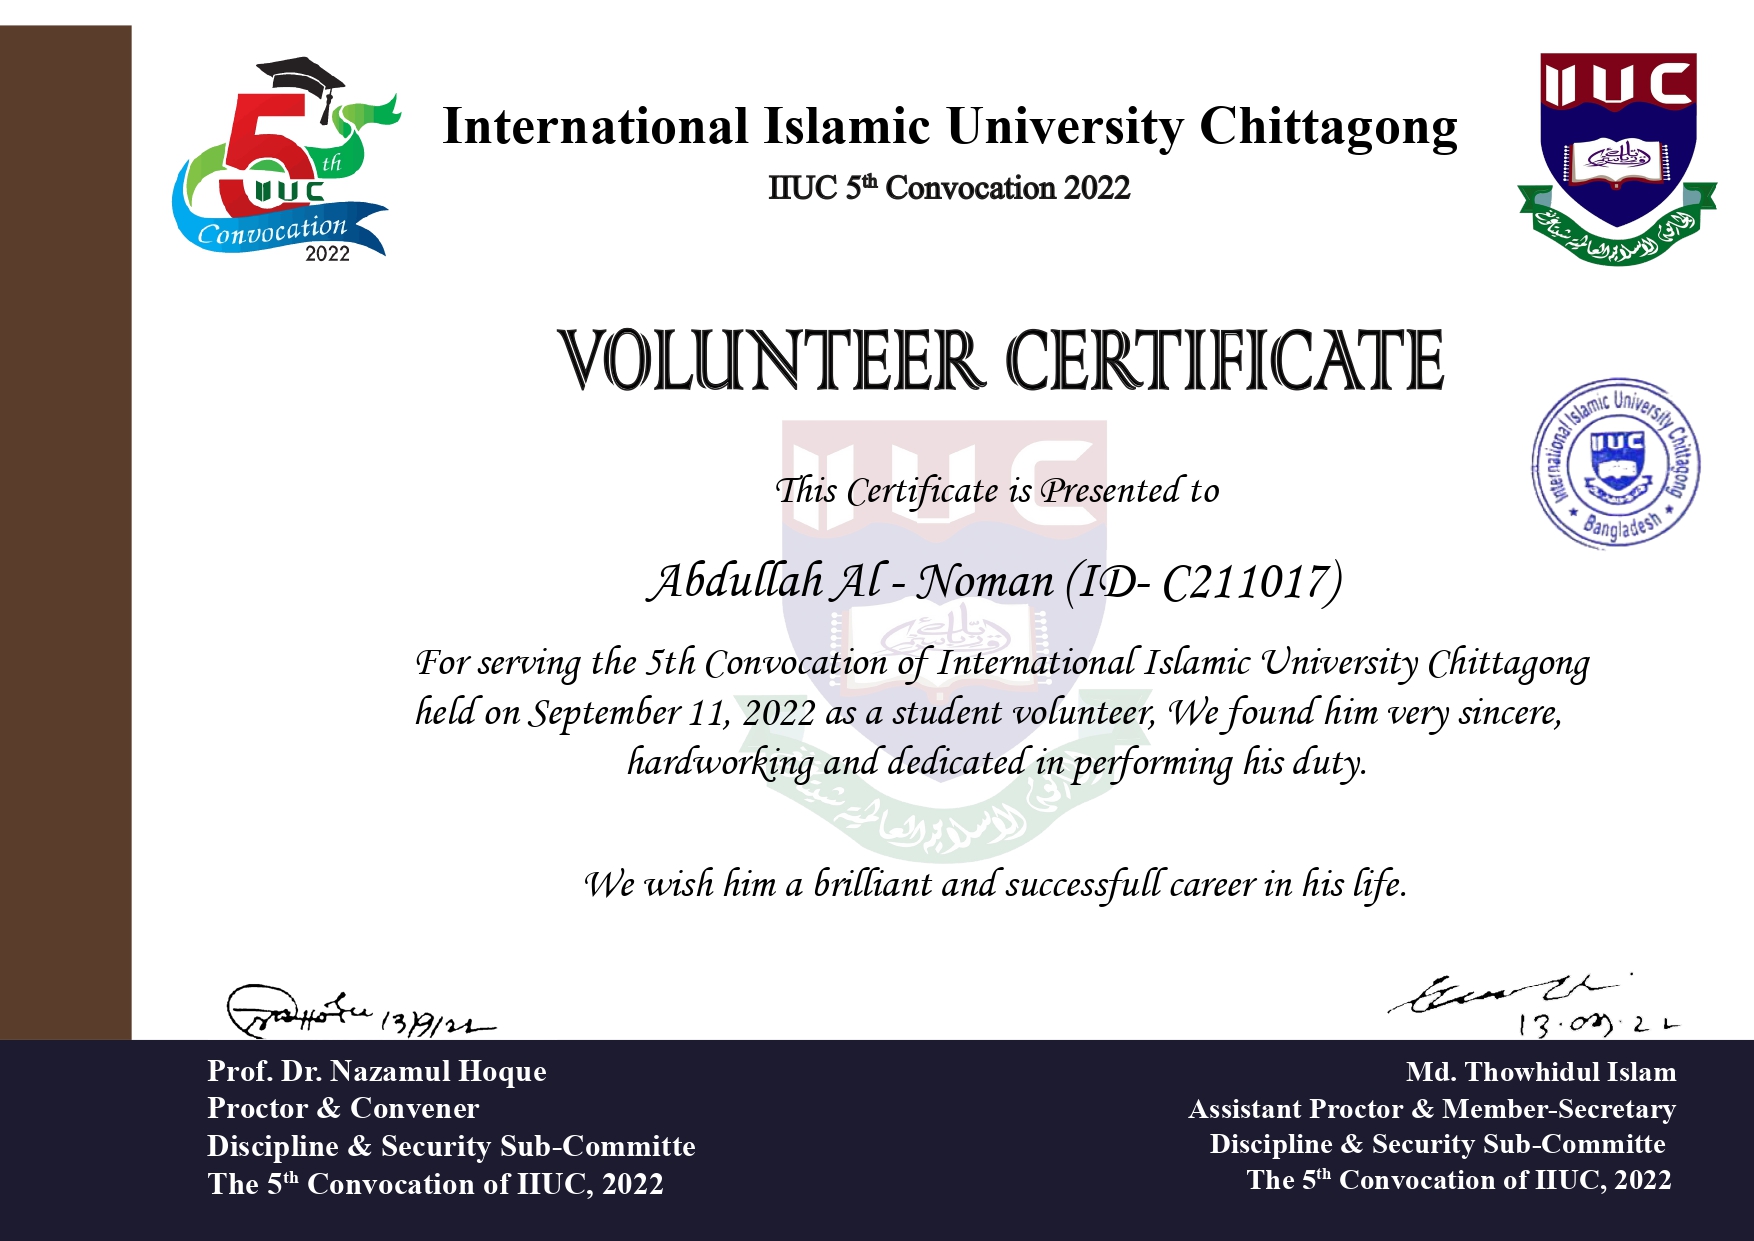 5th
IIUC
Convocation
2022
International Islamic University Chittagong
IIUC 5th Convocation 2022
IIUC
VOLUNTEER CERTIFICATE
International Islamic University Chittagong
IIUC
★ Bangladesh ★
This Certificate is Presented to
Abdullah Al - Noman (ID- C211017)
For serving the 5th Convocation of International Islamic University Chittagong
held on September 11, 2022 as a student volunteer, We found him very sincere,
hardworking and dedicated in performing his duty.
We wish him a brilliant and successfull career in his life.
13/9/22
13.09.22
Prof. Dr. Nazamul Hoque
Proctor & Convener
Discipline & Security Sub-Committe
The 5th Convocation of IIUC, 2022
Md. Thowhidul Islam
Assistant Proctor & Member-Secretary
Discipline & Security Sub-Committe
The 5th Convocation of IIUC, 2022